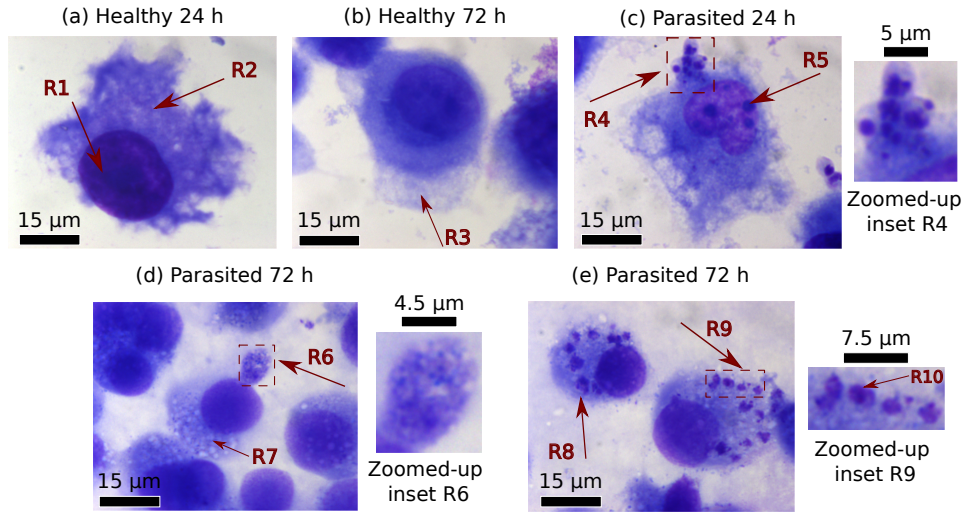 (a) Healthy 24 h
(b) Healthy 72 h
(c) Parasited 24 h
R1
R2
15 μm
R3
15 μm
R4
R5
15 μm
5 μm
Zoomed-up
inset R4
(d) Parasited 72 h
(e) Parasited 72 h
R6
R7
15 μm
4.5 μm
Zoomed-up
inset R6
R9
R8
15 μm
7.5 μm
R10
Zoomed-up
inset R9